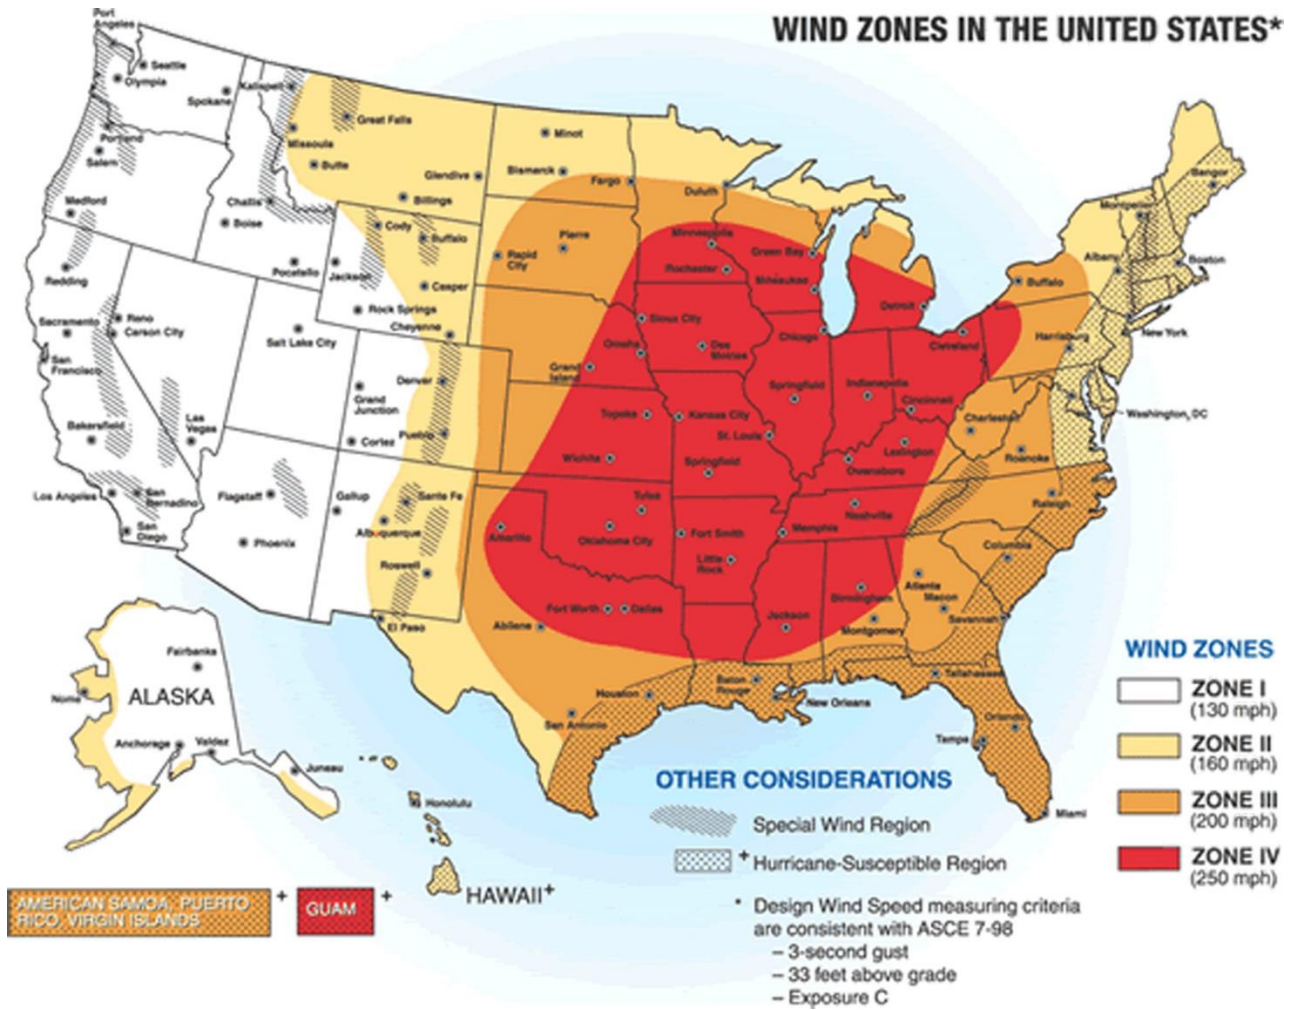 WIND ZONES IN THE UNITED STATES*
Port
Angeles
Seattle
Olympia
Spokane
Kalispell
Great Falls
Missoula
Butte
Glendive
Billings
Minot
Bismarck
Fargo
Duluth
Portland
Salem
Medford
Challis
Boise
Pocatello
Jackson
Cody
Buffalo
Casper
Rock Springs
Cheyenne
Rapid
City
Pierre
Minneapolis
Rochester
Green Bay
Milwaukee
Detroit
Buffalo
Albany
Montpelier
Bangor
Boston
New York
Harrisburg
Washington, DC
Redding
Reno
Carson City
Sacramento
San
Francisco
Salt Lake City
Sioux City
Omaha
Des
Moines
Chicago
Cleveland
Grand
Island
Denver
Grand
Junction
Cortez
Pueblo
Las
Vegas
Bakersfield
Topeka
Kansas City
Springfield
Indianapolis
Cincinnati
St. Louis
Charleston
Lexington
Owensboro
Roanoke
Wichita
Springfield
Los Angeles
San
Bernadino
San
Diego
Flagstaff
Phoenix
Gallup
Sante Fe
Albuquerque
Roswell
El Paso
Amarillo
Tulsa
Oklahoma City
Fort Smith
Little
Rock
Memphis
Nashville
Raleigh
Columbia
Atlanta
Macon
Savannah
Birmingham
Montgomery
Jackson
Fort Worth
Dallas
Abilene
Houston
San Antonio
Baton
Rouge
New Orleans
Tallahassee
Orlando
Tampa
Miami
Fairbanks
Nome
ALASKA
Anchorage
Valdez
Juneau
Honolulu
HAWAII+
AMERICAN SAMOA, PUERTO
RICO, VIRGIN ISLANDS
+
GUAM
+
WIND ZONES
ZONE I
(130 mph)
ZONE II
(160 mph)
ZONE III
(200 mph)
ZONE IV
(250 mph)
OTHER CONSIDERATIONS
Special Wind Region
+ Hurricane-Susceptible Region
* Design Wind Speed measuring criteria
are consistent with ASCE 7-98
– 3-second gust
– 33 feet above grade
– Exposure C